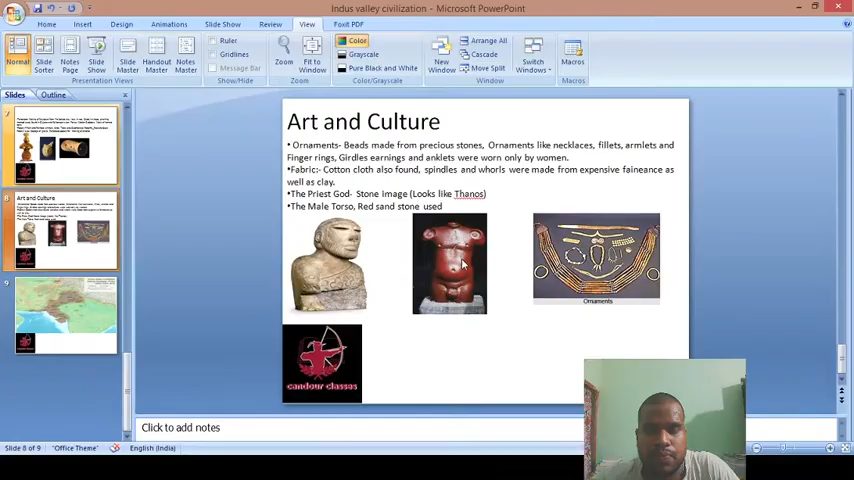 Indus valley civilization - Microsoft PowerPoint
Home Insert Design Animations Slide Show Review View Foxit PDF
Normal
Slide Sorter
Notes Page
Slide Show
Slide Master
Handout Master
Notes Master
Presentation Views
Ruler
Gridlines
Message Bar
Show/Hide
Zoom
Fit to Window
Zoom
Color
Grayscale
Pure Black and White
Color/Grayscale
New Window
Arrange All
Cascade
Move Split
Switch Windows
Window
Macros
Macros
Slides Outline
Art and Culture
• Ornaments- Beads made from precious stones, Ornaments like necklaces, fillets, armlets and
Finger rings, Girdles earnings and anklets were worn only by women.
•Fabric:- Cotton cloth also found, spindles and whorls were made from expensive faineance as
well as clay.
•The Priest God- Stone image (Looks like Thanos)
•The Male Torso, Red sand stone used
Ornaments
candour classes
7
8
Art and Culture
9
Click to add notes
Slide 8 of 9 "Office Theme" English (India)